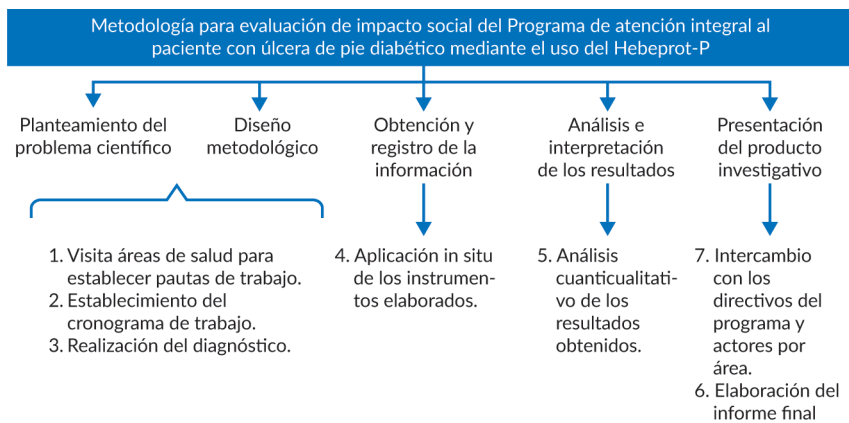 Metodología para evaluación de impacto social del Programa de atención integral al
paciente con úlcera de pie diabético mediante el uso del Hebeprot-P
Planteamiento del
problema científico
Diseño
metodológico
Obtención y
registro de la
información
Análisis e
interpretación
de los resultados
Presentación
del producto
investigativo
1. Visita áreas de salud para
establecer pautas de trabajo.
2. Establecimiento del
cronograma de trabajo.
3. Realización del diagnóstico.
4. Aplicación in situ
de los instrumen-
tos elaborados.
5. Análisis
cuanticualitati-
vo de los
resultados
obtenidos.
7. Intercambio
con los
directivos del
programa y
actores por
área.
6. Elaboración del
informe final